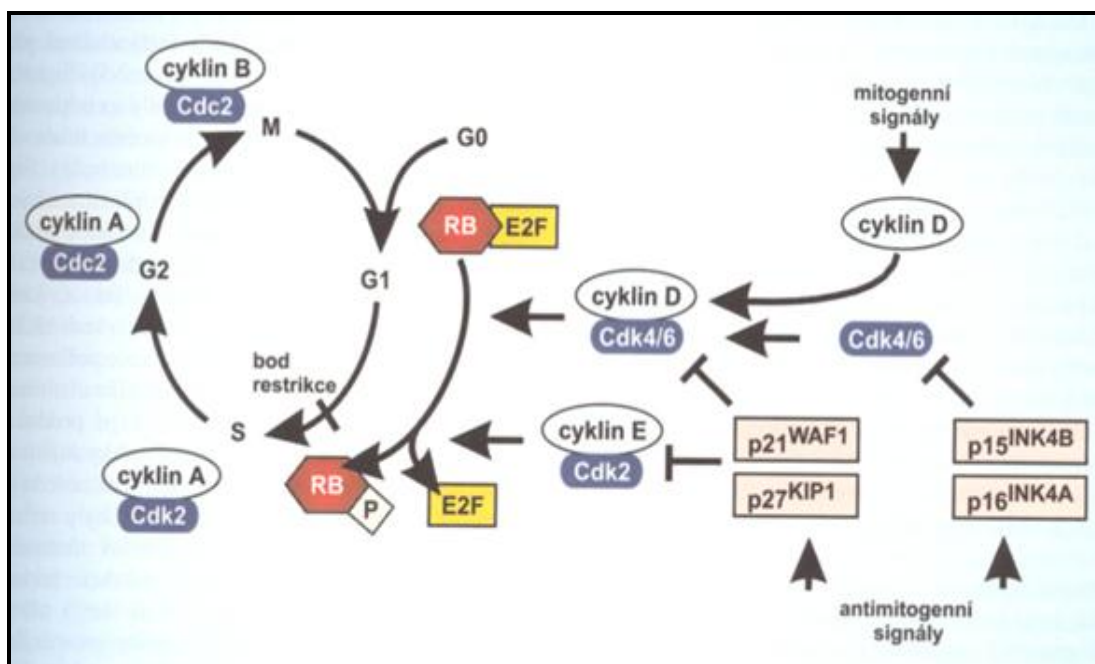 cyklin B
Cdc2
M
G0
mitogenní
signály
cyklin A
Cdc2
G2
RB
E2F
cyklin D
G1
cyklin D
Cdk4/6
Cdk4/6
bod
restrikce
S
cyklin E
Cdk2
p21WAF1
p27KIP1
p15INK4B
p16INK4A
cyklin A
Cdk2
RB
P
E2F
antimitogenní
signály